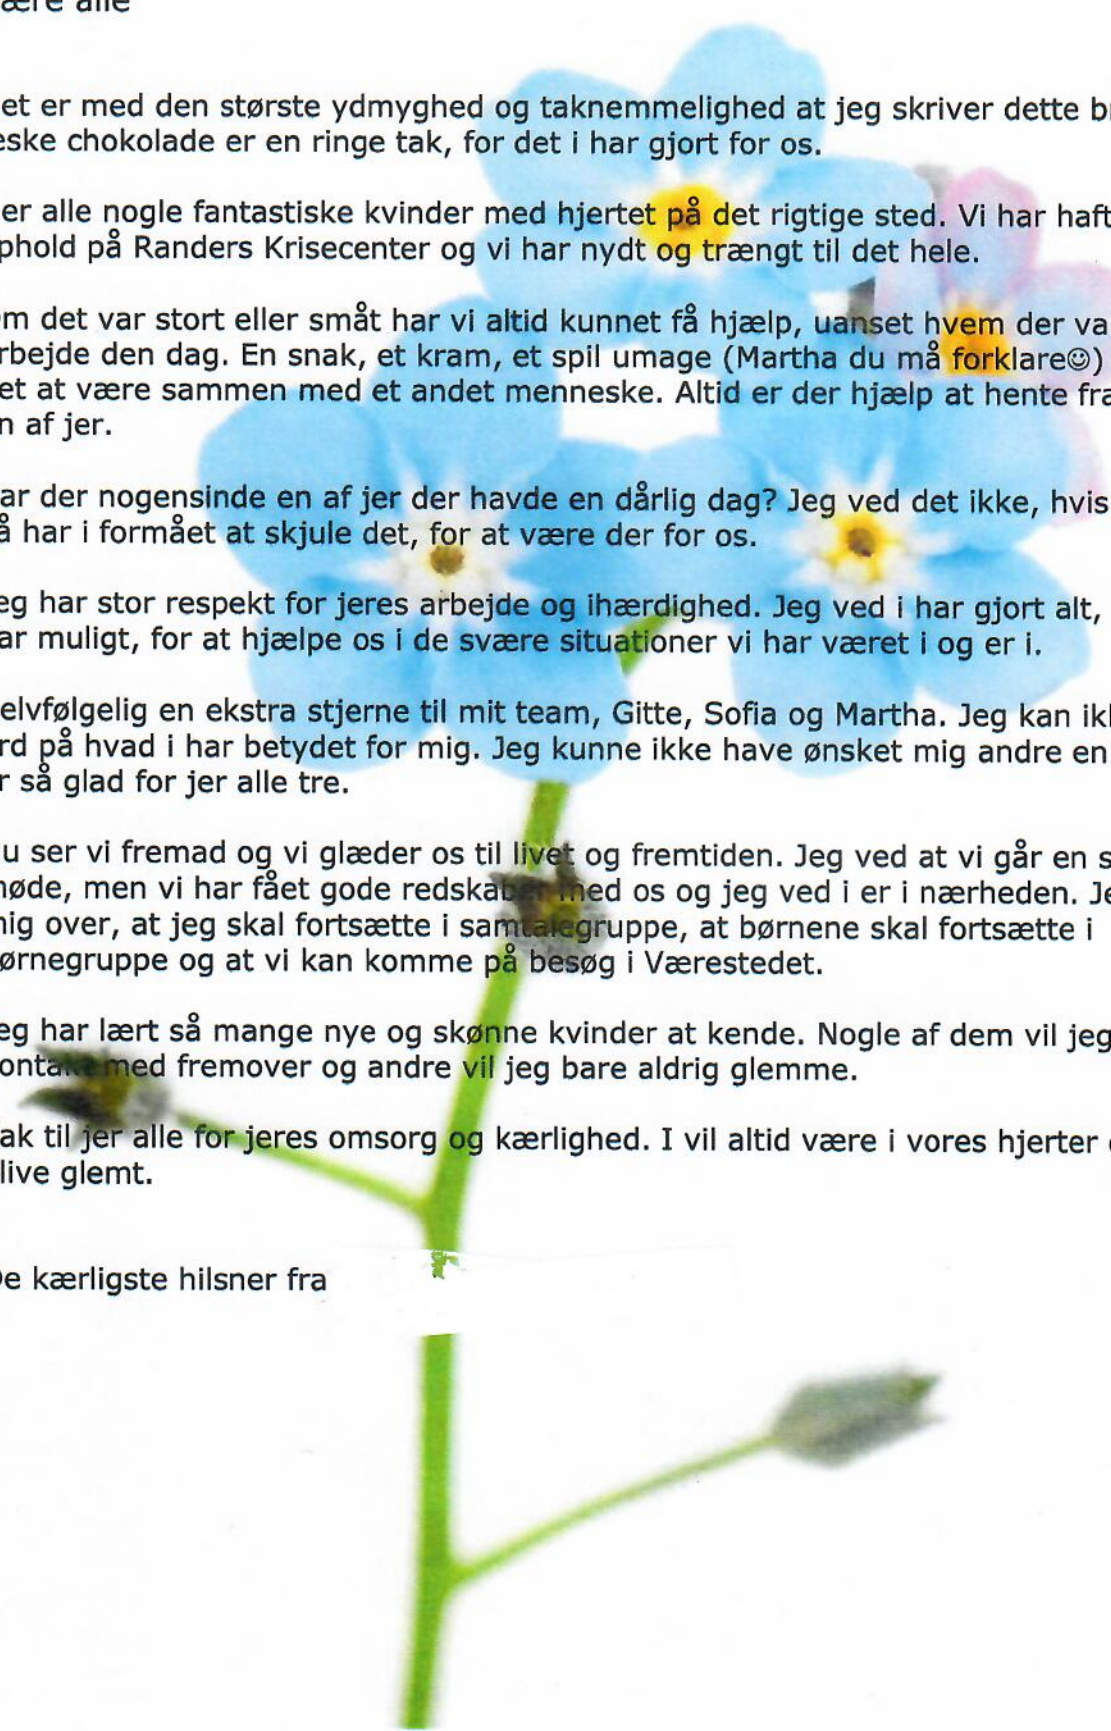 ære alle
et er med den største ydmyghed og taknemmelighed at jeg skriver dette b
eske chokolade er en ringe tak, for det i har gjort for os.
er alle nogle fantastiske kvinder med hjertet på det rigtige sted. Vi har haft
phold på Randers Krisecenter og vi har nydt og trængt til det hele.
m det var stort eller småt har vi altid kunnet få hjælp, uanset hvem der va
rbejde den dag. En snak, et kram, et spil umage (Martha du må forklare☺)
et at være sammen med et andet menneske. Altid er der hjælp at hente fra
n af jer.
ar der nogensinde en af jer der havde en dårlig dag? Jeg ved det ikke, hvis
å har i formået at skjule det, for at være der for os.
eg har stor respekt for jeres arbejde og ihærdighed. Jeg ved i har gjort alt,
ar muligt, for at hjælpe os i de svære situationer vi har været i og er i.
elvfølgelig en ekstra stjerne til mit team, Gitte, Sofia og Martha. Jeg kan ik
rd på hvad i har betydet for mig. Jeg kunne ikke have ønsket mig andre en
r så glad for jer alle tre.
u ser vi fremad og vi glæder os til livet og fremtiden. Jeg ved at vi går en s
møde, men vi har fået gode redskaber med os og jeg ved i er i nærheden. Je
mig over, at jeg skal fortsætte i samtalegruppe, at børnene skal fortsætte i
ørnegruppe og at vi kan komme på besøg i Værestedet.
eg har lært så mange nye og skønne kvinder at kende. Nogle af dem vil jeg
ontakt med fremover og andre vil jeg bare aldrig glemme.
ak til jer alle for jeres omsorg og kærlighed. I vil altid være i vores hjerter
live glemt.
De kærligste hilsner fra